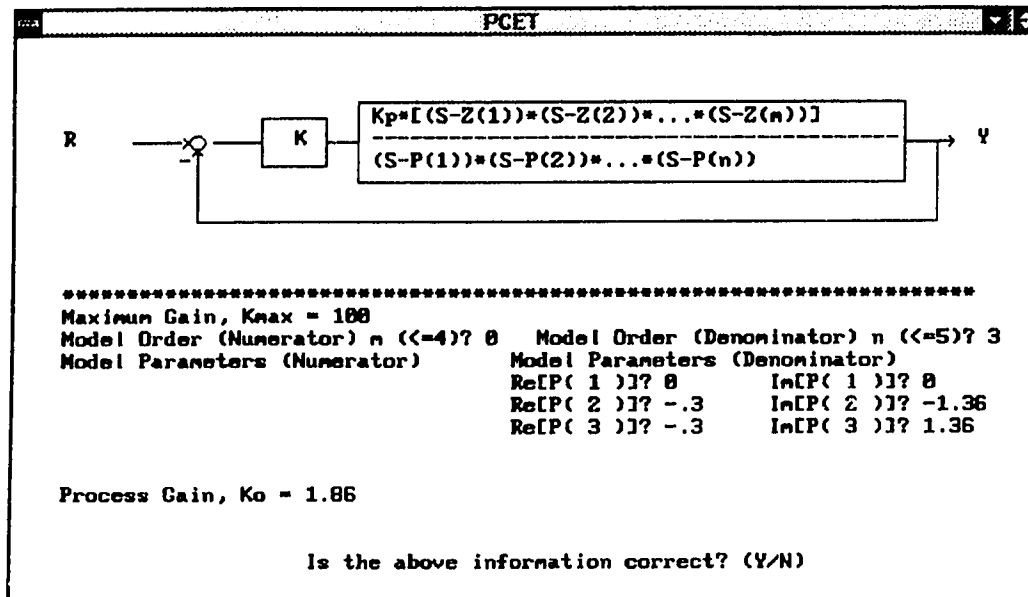 PCET
Kp*[(S-Z(1))*(S-Z(2))*...*(S-Z(m))]
R K Y
(S-P(1))*(S-P(2))*...*(S-P(n))
-
*************************************************************************
Maximum Gain, Kmax = 100
Model Order (Numerator) m (<=4)? 0 Model Order (Denominator) n (<=5)? 3
Model Parameters (Numerator) Model Parameters (Denominator)
Re[P( 1 )]? 0 Im[P( 1 )]? 0
Re[P( 2 )]? -.3 Im[P( 2 )]? -1.36
Re[P( 3 )]? -.3 Im[P( 3 )]? 1.36
Process Gain, Ko = 1.86
Is the above information correct? (Y/N)